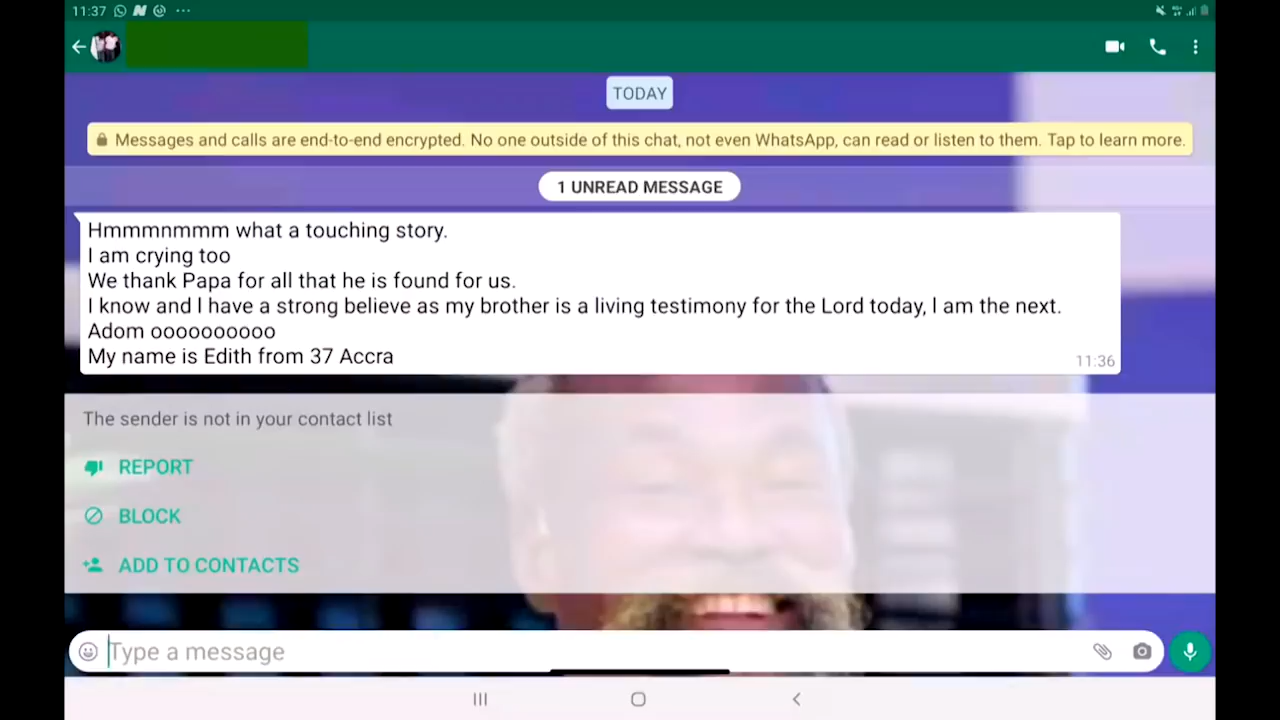 11:37
TODAY
Messages and calls are end-to-end encrypted. No one outside of this chat, not even WhatsApp, can read or listen to them. Tap to learn more.
1 UNREAD MESSAGE
Hmmmnmmm what a touching story.
I am crying too
We thank Papa for all that he is found for us.
I know and I have a strong believe as my brother is a living testimony for the Lord today, I am the next.
Adom oooooooooo
My name is Edith from 37 Accra
11:36
The sender is not in your contact list
REPORT
BLOCK
ADD TO CONTACTS
Type a message